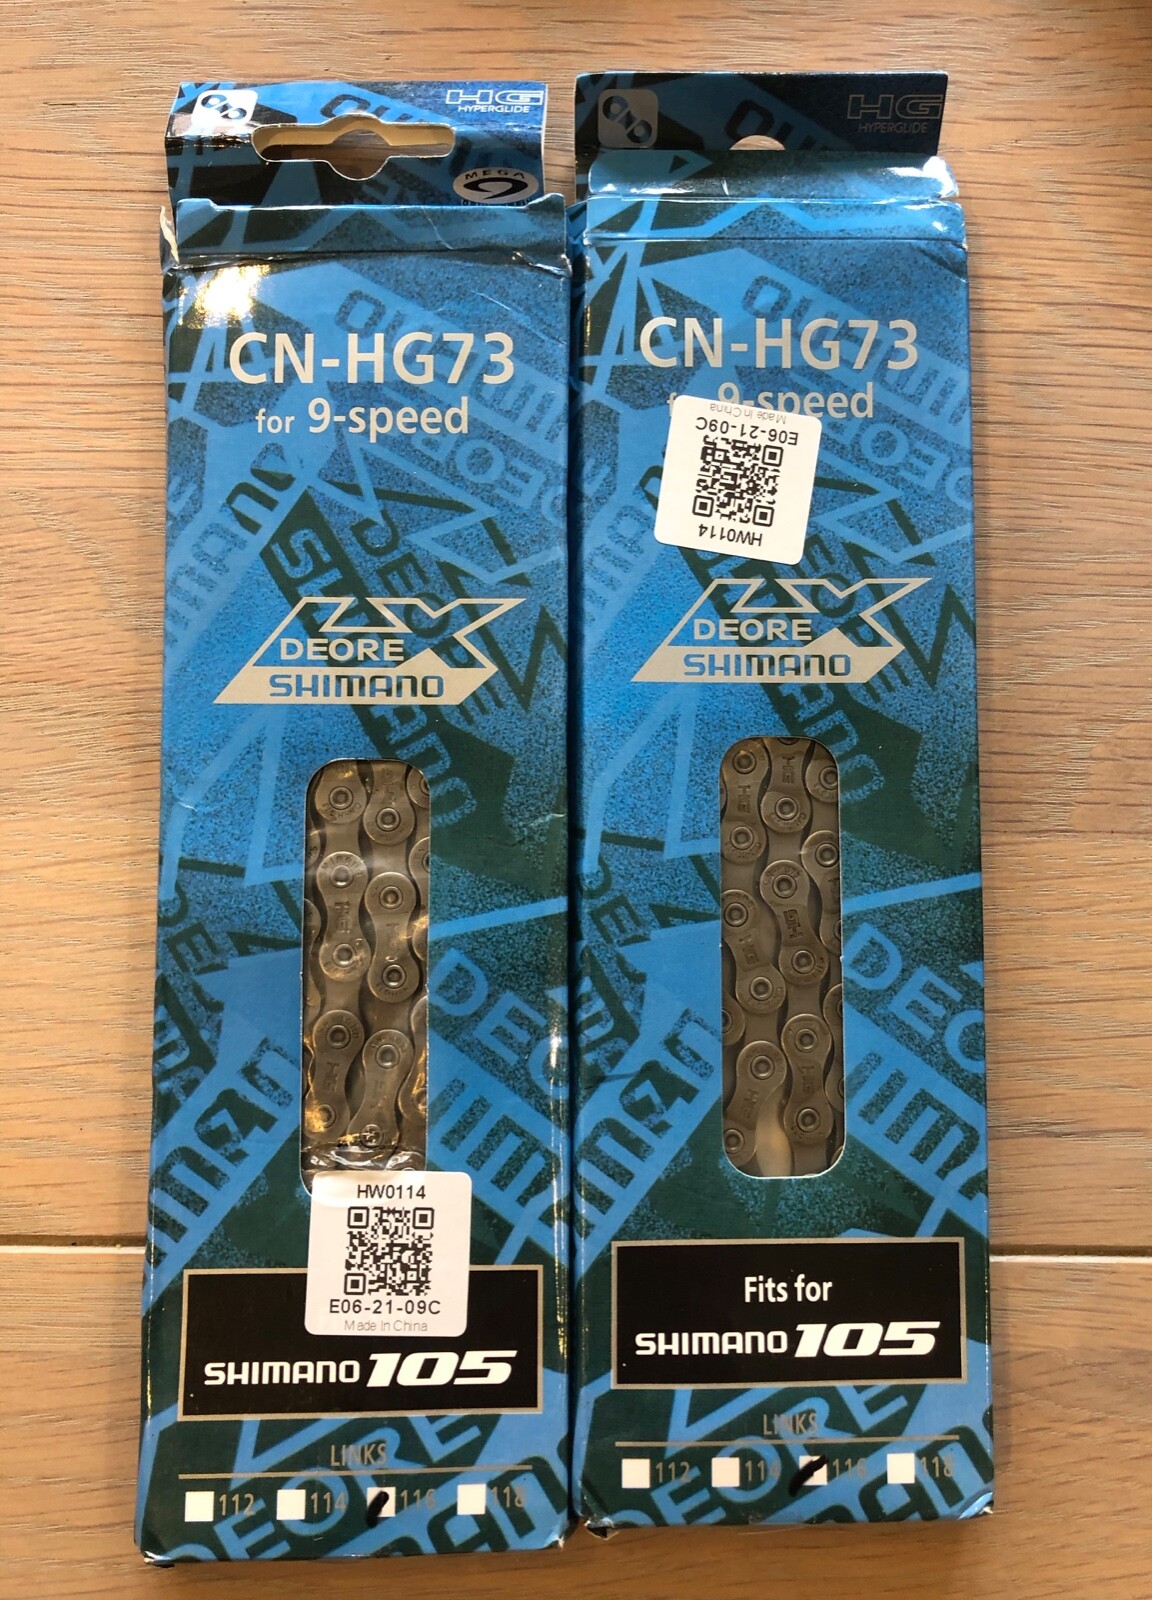 HG
HYPERGLIDE
MEGA
9
CN-HG73
for 9-speed
DEORE LX
SHIMANO
HW0114
E06-21-09C
Made In China
SHIMANO 105
LINKS
112 114 116 118
HG
HYPERGLIDE
CN-HG73
9-speed
Made In China
E06-21-09C
HW0114
DEORE LX
SHIMANO
Fits for
SHIMANO 105
LINKS
112 114 116 118